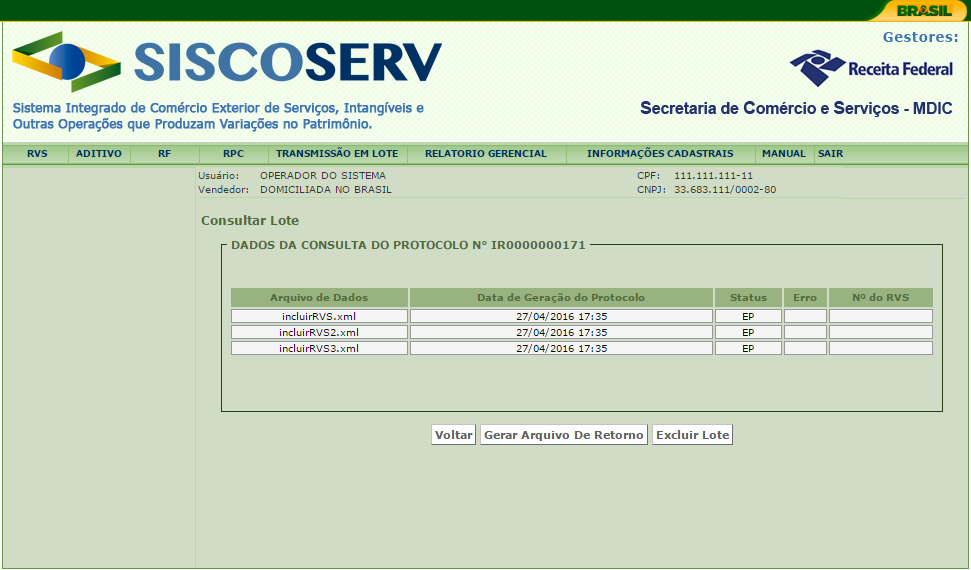 BRASIL
Gestores:
SISCOSERV
Receita Federal
Sistema Integrado de Comércio Exterior de Serviços, Intangíveis e
Outras Operações que Produzam Variações no Patrimônio.
Secretaria de Comércio e Serviços - MDIC
RVS ADITIVO RF RPC TRANSMISSÃO EM LOTE RELATORIO GERENCIAL INFORMAÇÕES CADASTRAIS MANUAL SAIR
Usuário: OPERADOR DO SISTEMA CPF: 111.111.111-11
Vendedor: DOMICILIADA NO BRASIL CNPJ: 33.683.111/0002-80
Consultar Lote
DADOS DA CONSULTA DO PROTOCOLO N° IR0000000171
Arquivo de Dados Data de Geração do Protocolo Status Erro Nº do RVS
incluirRVS.xml 27/04/2016 17:35 EP
incluirRVS2.xml 27/04/2016 17:35 EP
incluirRVS3.xml 27/04/2016 17:35 EP
Voltar Gerar Arquivo De Retorno Excluir Lote